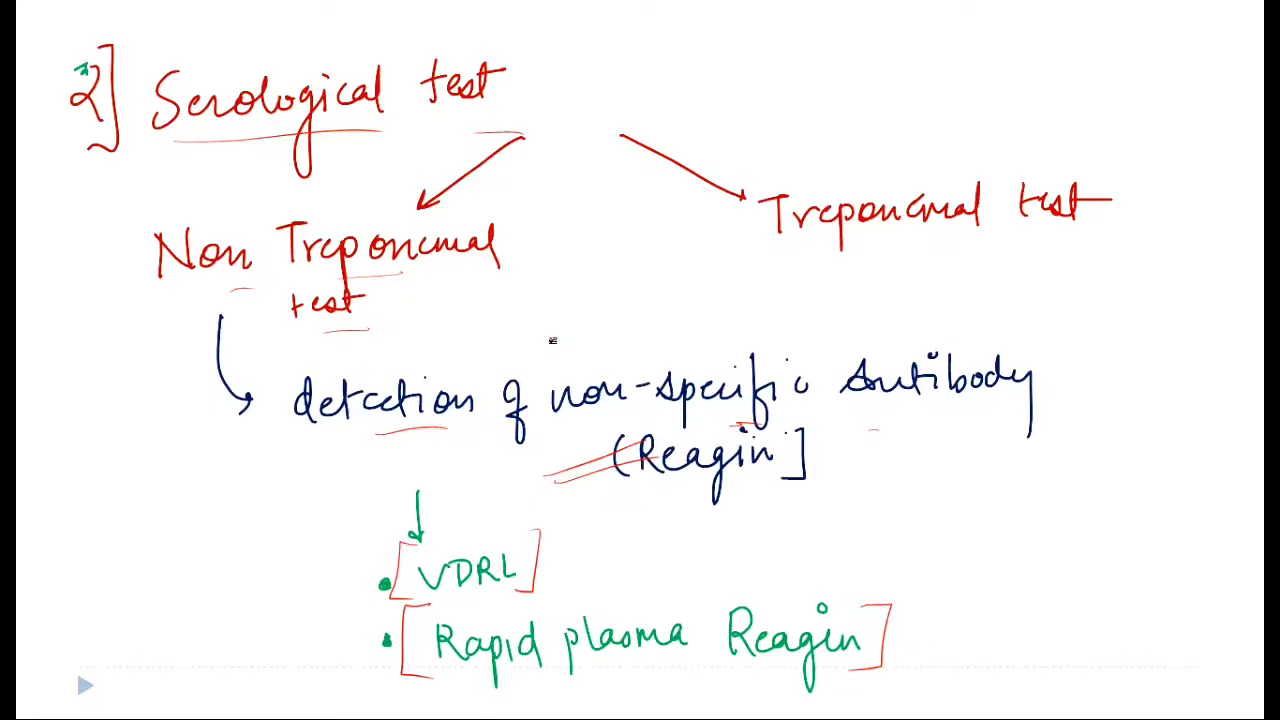 2] Serological test
Treponemal test
Non Treponemal
test
detection of non-specific Antibody
(Reagin]
• [VDRL]
• [Rapid plasma Reagin]